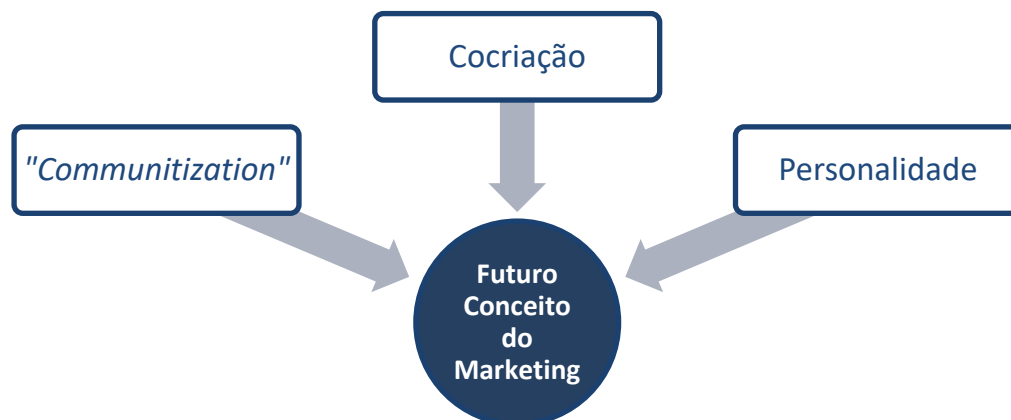 Cocriação
"Communitization"
Personalidade
Futuro
Conceito
do
Marketing